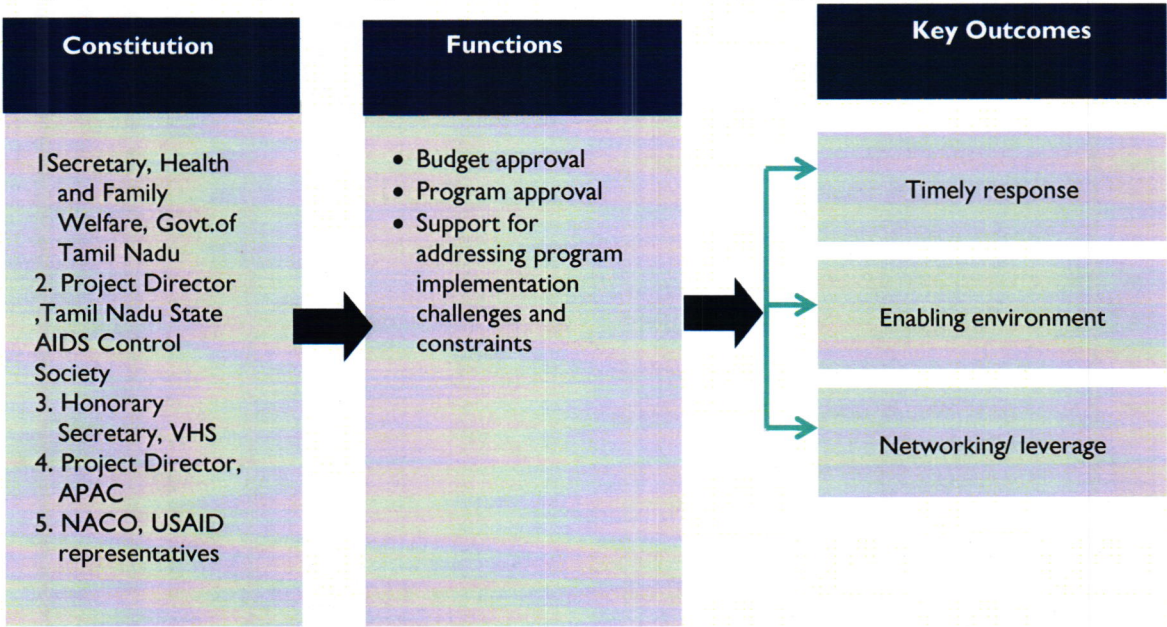 Constitution
1Secretary, Health
and Family
Welfare, Govt.of
Tamil Nadu
2. Project Director
,Tamil Nadu State
AIDS Control
Society
3. Honorary
Secretary, VHS
4. Project Director,
APAC
5. NACO, USAID
representatives
Functions
• Budget approval
• Program approval
• Support for
addressing program
implementation
challenges and
constraints
Key Outcomes
Timely response
Enabling environment
Networking/ leverage